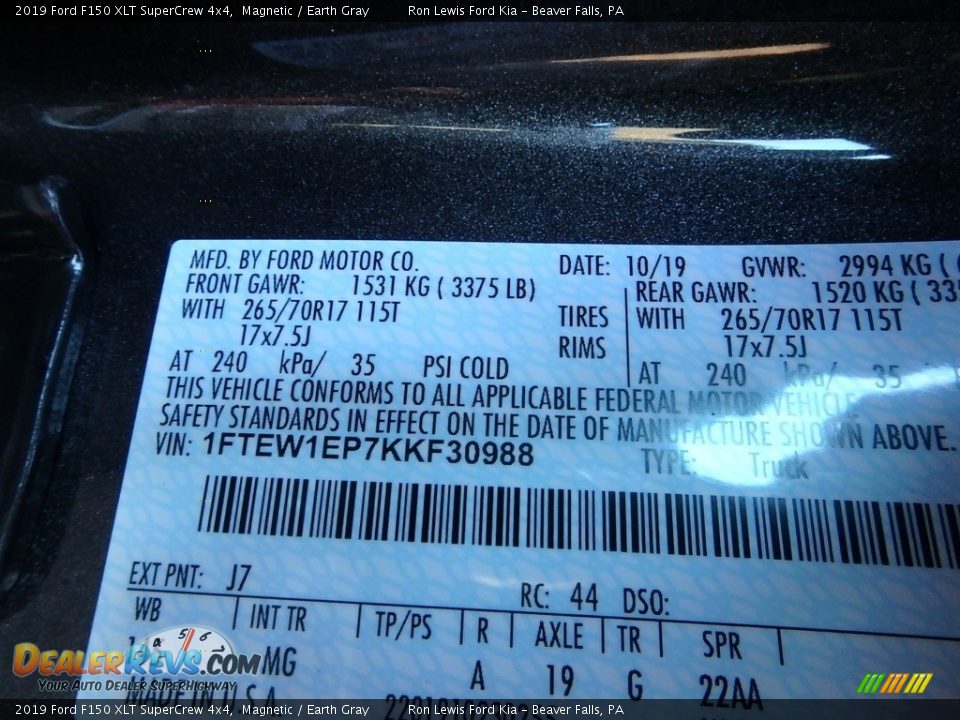 2019 Ford F150 XLT SuperCrew 4x4, Magnetic / Earth Gray Ron Lewis Ford Kia - Beaver Falls, PA
MFD. BY FORD MOTOR CO. DATE: 10/19 GVWR: 2994 KG (
FRONT GAWR: 1531 KG ( 3375 LB) REAR GAWR: 1520 KG ( 335
WITH 265/70R17 115T TIRES WITH 265/70R17 115T
17x7.5J RIMS 17x7.5J
AT 240 kPa/ 35 PSI COLD AT 240 kPa/ 35
THIS VEHICLE CONFORMS TO ALL APPLICABLE FEDERAL MOTOR VEHICLE
SAFETY STANDARDS IN EFFECT ON THE DATE OF MANUFACTURE SHOWN ABOVE.
VIN: 1FTEW1EP7KKF30988 TYPE: Truck
EXT PNT: J7 RC: 44 DSO:
WB INT TR TP/PS R AXLE TR SPR
MG A 19 G 22AA
MADE IN U.S.A.
DEALERREVS.COM
YOUR AUTO DEALER SUPERHIGHWAY
2019 Ford F150 XLT SuperCrew 4x4, Magnetic / Earth Gray Ron Lewis Ford Kia - Beaver Falls, PA